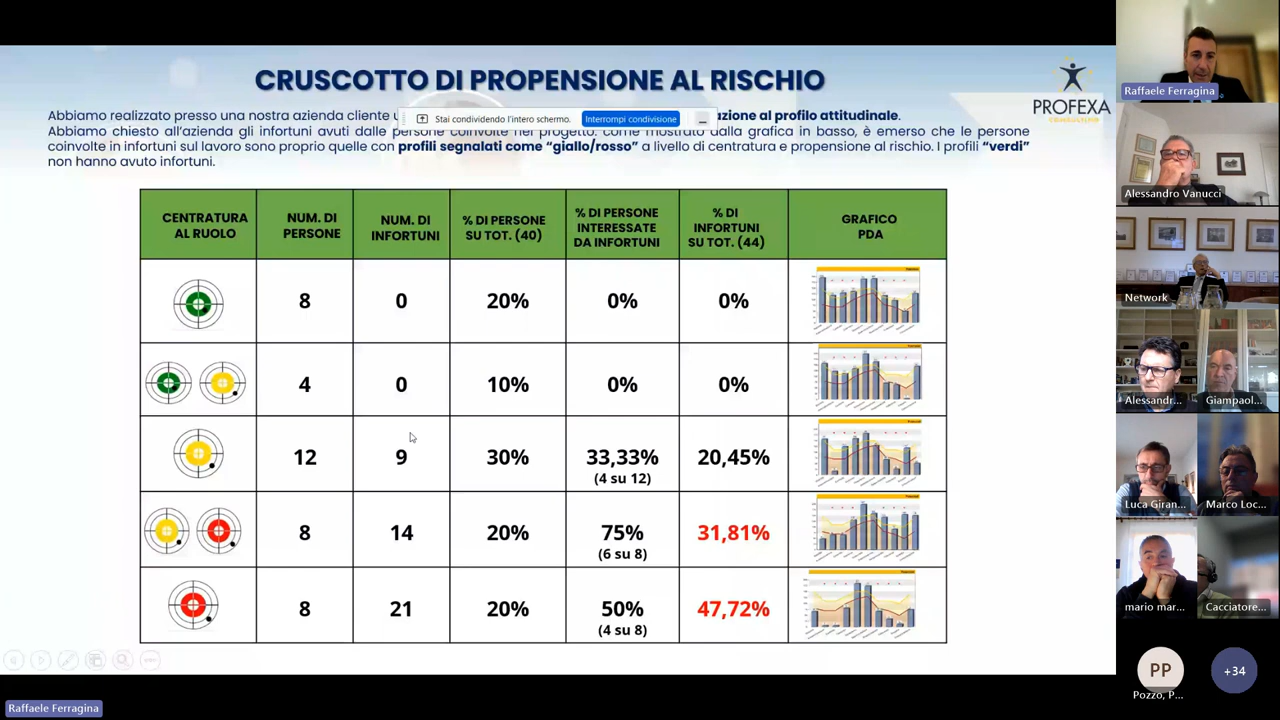 CRUSCOTTO DI PROPENSIONE AL RISCHIO
PROFEXA
CONSULTING
Abbiamo realizzato presso una nostra azienda cliente
azione al profilo attitudinale.
Stai condividendo l'intero schermo.
Interrompi condivisione
Abbiamo chiesto all'azienda gli infortuni avuti dalle persone coinvolte nel progetto: come mostrato dalla grafica in basso, è emerso che le persone
coinvolte in infortuni sul lavoro sono proprio quelle con profili segnalati come "giallo/rosso" a livello di centratura e propensione al rischio. I profili "verdi"
non hanno avuto infortuni.
CENTRATURA AL RUOLO
NUM. DI PERSONE
NUM. DI INFORTUNI
% DI PERSONE SU TOT. (40)
% DI PERSONE INTERESSATE DA INFORTUNI
% DI INFORTUNI SU TOT. (44)
GRAFICO PDA
8 0 20% 0% 0%
4 0 10% 0% 0%
12 9 30% 33,33% (4 su 12) 20,45%
8 14 20% 75% (6 su 8) 31,81%
8 21 20% 50% (4 su 8) 47,72%
Raffaele Ferragina
Raffaele Ferragina
Alessandro Vanucci
Network
Alessandr...
Giampaol...
Luca Giran...
Marco Loc...
mario mar...
Cacciatore...
PP
Pozzo, P...
+34